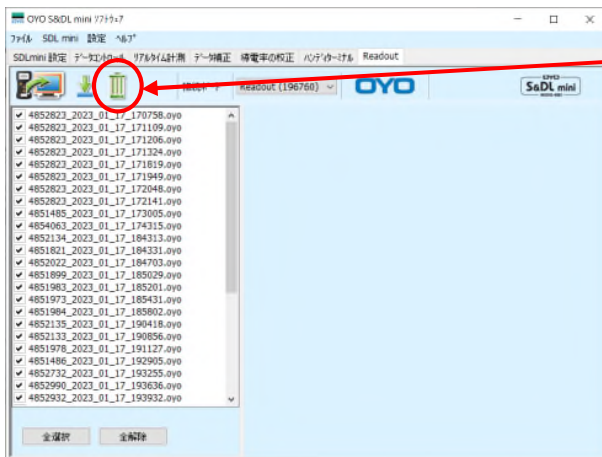 OYO S&DL mini ソフトウェア
ファイル SDL mini 設定 ヘルプ
SDLmini 設定 データコントロール リアルタイム計測 データ補正 導電率の校正 ハンディターミナル Readout
Readout (196760)
OYO
OYO
S&DL mini
4852823_2023_01_17_170758.oyo
4852823_2023_01_17_171109.oyo
4852823_2023_01_17_171206.oyo
4852823_2023_01_17_171324.oyo
4852823_2023_01_17_171819.oyo
4852823_2023_01_17_171949.oyo
4852823_2023_01_17_172048.oyo
4852823_2023_01_17_172141.oyo
4851485_2023_01_17_173005.oyo
4854063_2023_01_17_174315.oyo
4852134_2023_01_17_184313.oyo
4851821_2023_01_17_184331.oyo
4852022_2023_01_17_184703.oyo
4851899_2023_01_17_185029.oyo
4851983_2023_01_17_185201.oyo
4851973_2023_01_17_185431.oyo
4851984_2023_01_17_185802.oyo
4852135_2023_01_17_190418.oyo
4852133_2023_01_17_190856.oyo
4851978_2023_01_17_191127.oyo
4851486_2023_01_17_192905.oyo
4852732_2023_01_17_193255.oyo
4852990_2023_01_17_193636.oyo
4852932_2023_01_17_193932.oyo
全選択 全解除